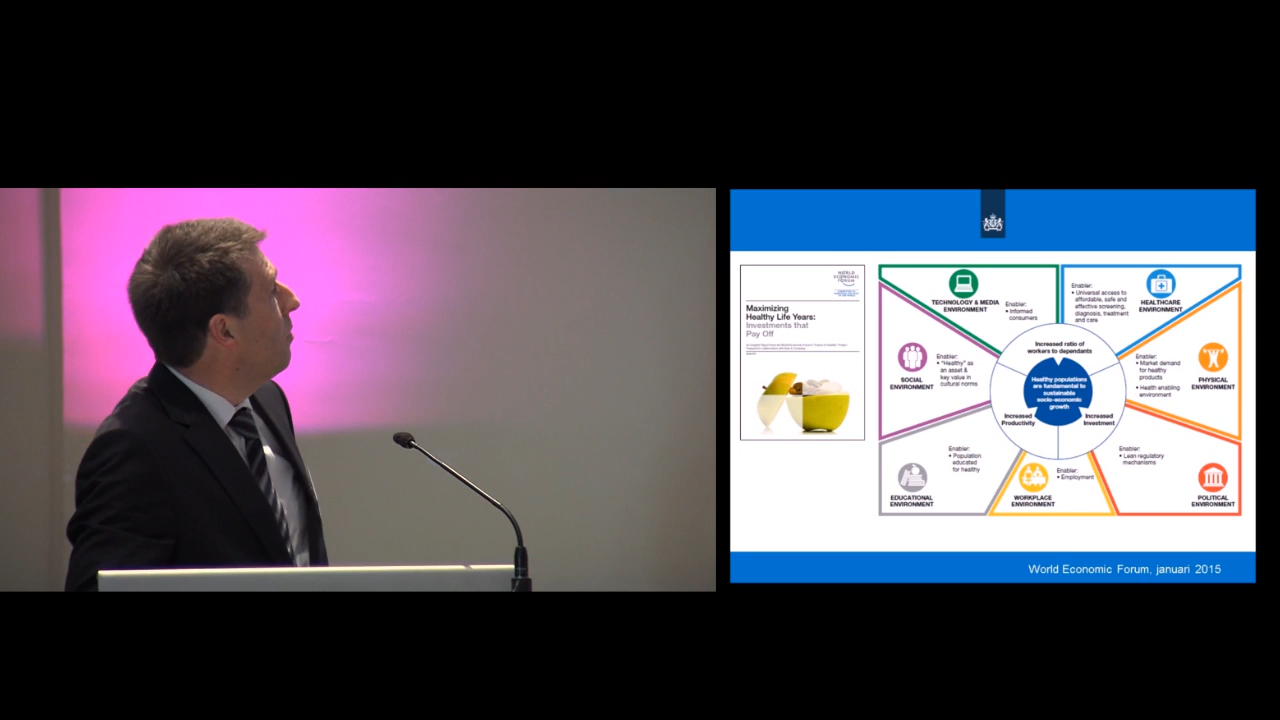 WORLD
ECONOMIC
FORUM
Maximizing
Healthy Life Years:
Investments that
Pay Off
TECHNOLOGY & MEDIA
ENVIRONMENT
Enabler:
• Informed
consumers
Enabler:
• Universal access to
affordable, safe and
effective screening,
diagnosis, treatment
and care
HEALTHCARE
ENVIRONMENT
SOCIAL
ENVIRONMENT
Enabler:
• "Healthy" as
an asset &
key value in
cultural norms
Increased ratio of
workers to dependants
Healthy populations
are fundamental to
sustainable
socio-economic
growth
Increased
Productivity
Increased
Investment
Enabler:
• Market demand
for healthy
products
• Health enabling
environment
PHYSICAL
ENVIRONMENT
EDUCATIONAL
ENVIRONMENT
Enabler:
• Population
educated
for healthy
WORKPLACE
ENVIRONMENT
Enabler:
• Employment
Enabler:
• Lean regulatory
mechanisms
POLITICAL
ENVIRONMENT
World Economic Forum, januari 2015